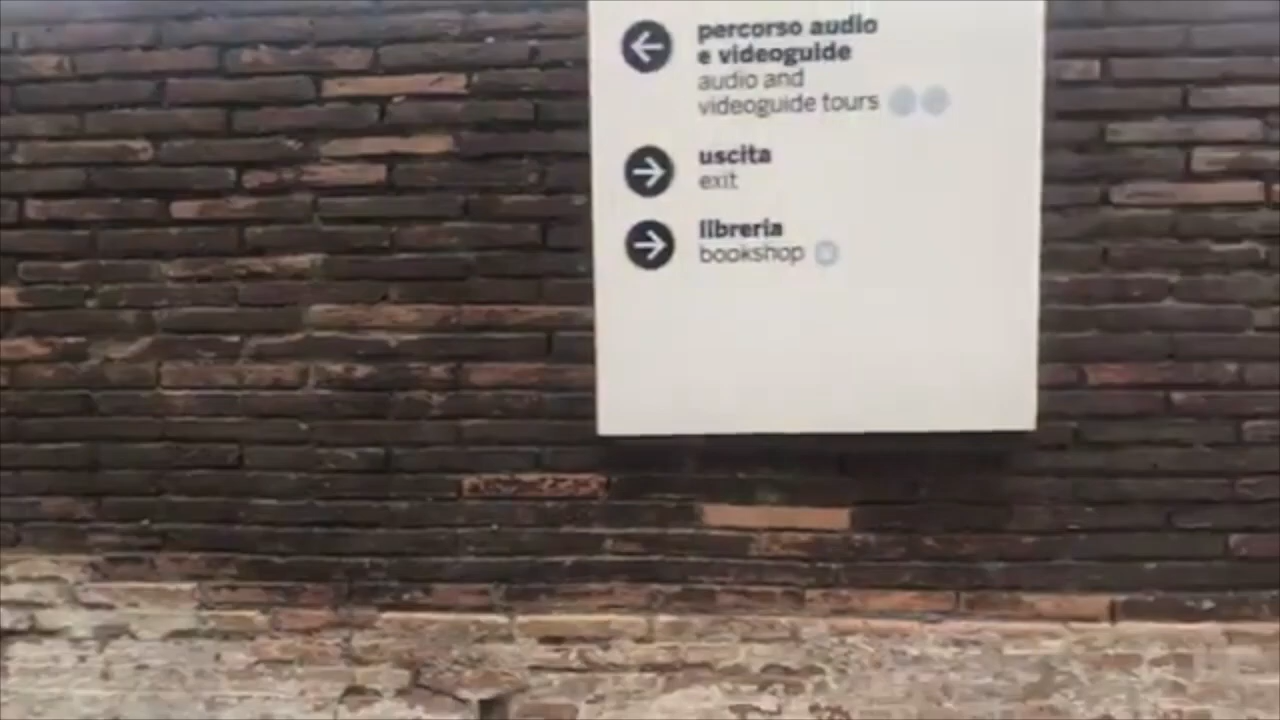 percorso audio
e videoguide
audio and
videoguide tours
uscita
exit
libreria
bookshop